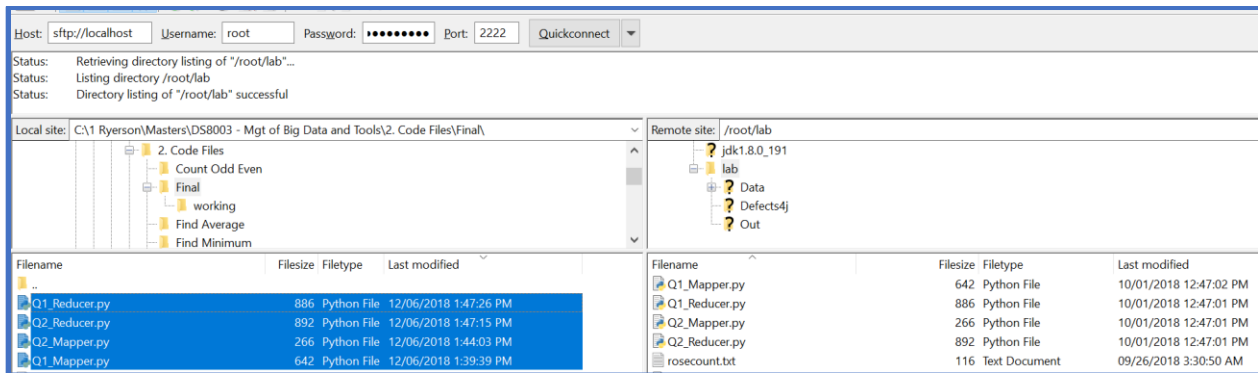 Host: sftp://localhost Username: root Password: ●●●●●●●●● Port: 2222 Quickconnect
Status: Retrieving directory listing of "/root/lab"...
Status: Listing directory /root/lab
Status: Directory listing of "/root/lab" successful
Local site: C:\1 Ryerson\Masters\DS8003 - Mgt of Big Data and Tools\2. Code Files\Final\
2. Code Files
Count Odd Even
Final
working
Find Average
Find Minimum
Remote site: /root/lab
? jdk1.8.0_191
lab
? Data
? Defects4j
? Out
Filename Filesize Filetype Last modified
..
Q1_Reducer.py 886 Python File 12/06/2018 1:47:26 PM
Q2_Reducer.py 892 Python File 12/06/2018 1:47:15 PM
Q2_Mapper.py 266 Python File 12/06/2018 1:44:03 PM
Q1_Mapper.py 642 Python File 12/06/2018 1:39:39 PM
Filename Filesize Filetype Last modified
Q1_Mapper.py 642 Python File 10/01/2018 12:47:02 PM
Q1_Reducer.py 886 Python File 10/01/2018 12:47:01 PM
Q2_Mapper.py 266 Python File 10/01/2018 12:47:01 PM
Q2_Reducer.py 892 Python File 10/01/2018 12:47:01 PM
rosecount.txt 116 Text Document 09/26/2018 3:30:50 AM